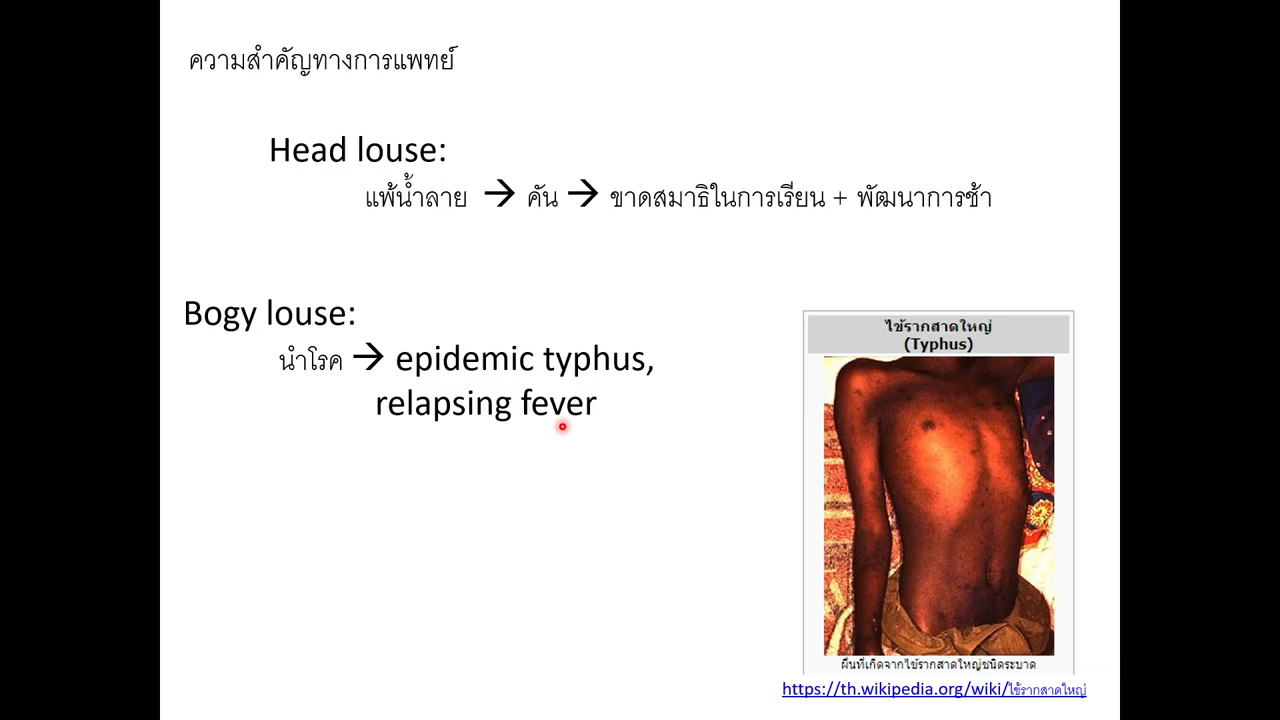 ความสำคัญทางการแพทย์
Head louse:
แพ้น้ำลาย → คัน → ขาดสมาธิในการเรียน + พัฒนาการช้า
Bogy louse:
นำโรค → epidemic typhus,
relapsing fever
ไข้รากสาดใหญ่
(Typhus)
ผื่นที่เกิดจากไข้รากสาดใหญ่ชนิดระบาด
https://th.wikipedia.org/wiki/ไข้รากสาดใหญ่